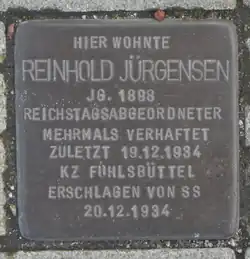 HIER WOHNTE
REINHOLD JÜRGENSEN
JG. 1898
REICHSTAGSABGEORDNETER
MEHRMALS VERHAFTET
ZULETZT 19.12.1934
KZ FÜHLSBÜTTEL
ERSCHLAGEN VON SS
20.12.1934